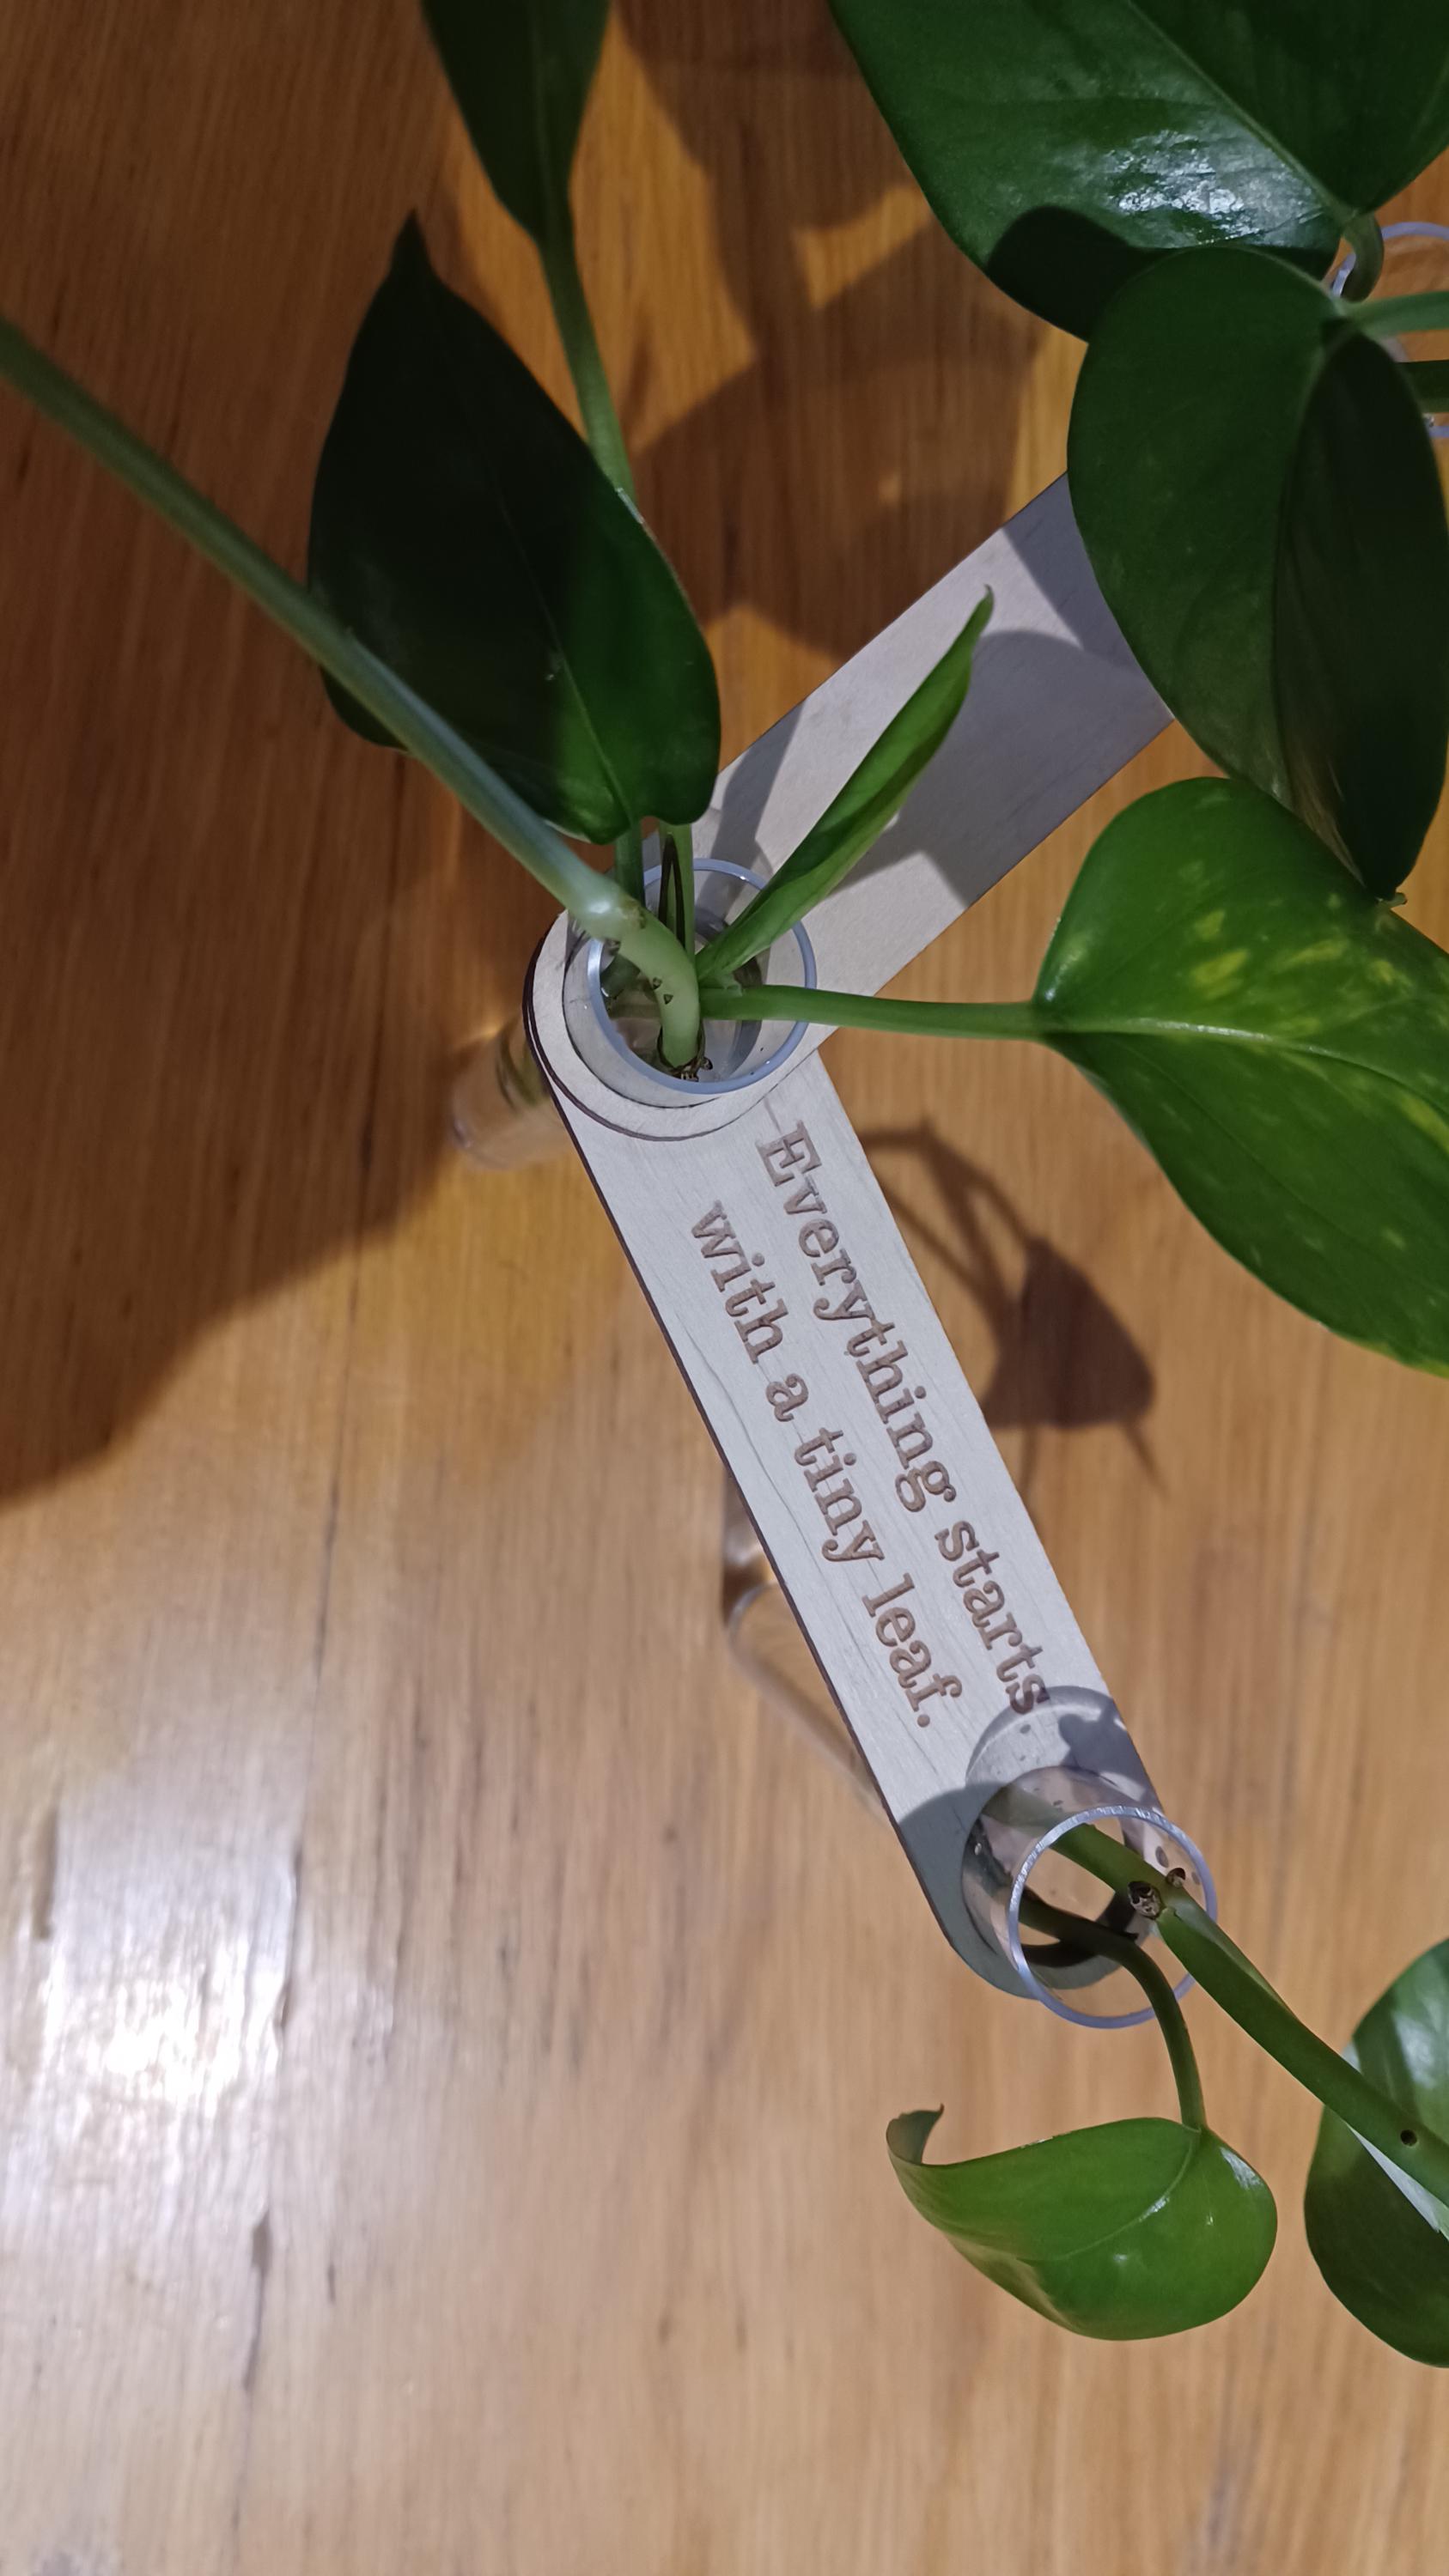 Everything starts
with a tiny leaf.